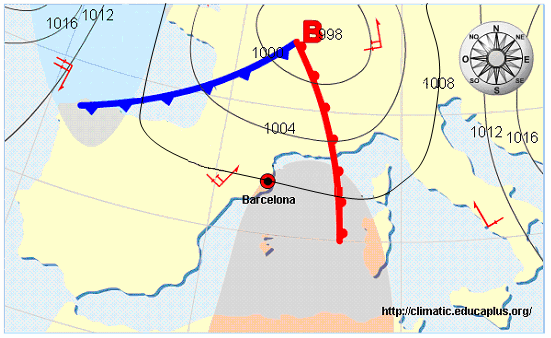 1016
1012
B
998
1000
1008
1004
1012
1016
N
NO
NE
O
E
SO
SE
S
Barcelona
http://climatic.educaplus.org/